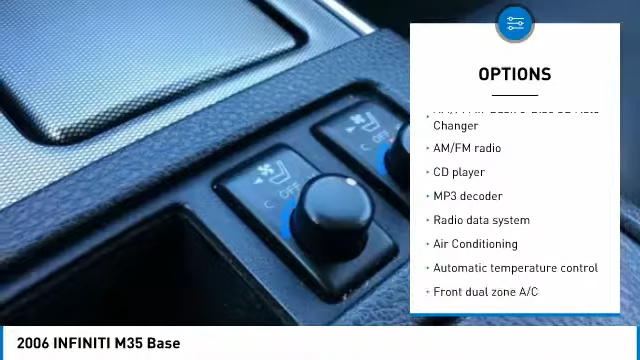 OPTIONS
Changer
AM/FM radio
CD player
MP3 decoder
Radio data system
Air Conditioning
Automatic temperature control
Front dual zone A/C
OFF
C
C
2006 INFINITI M35 Base